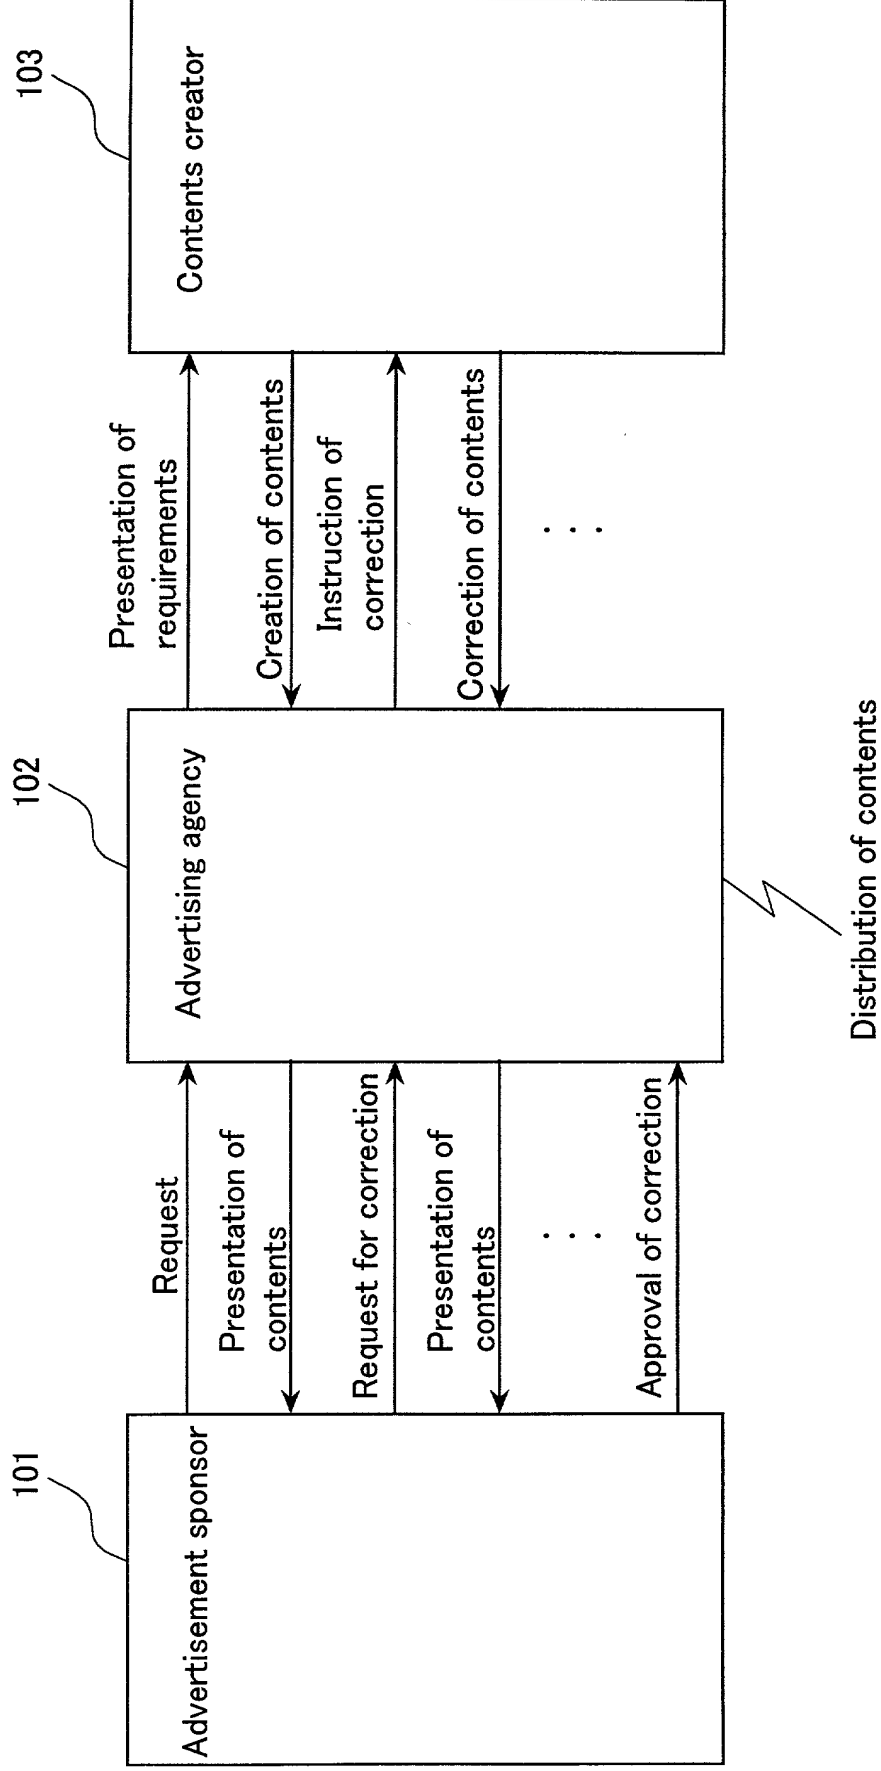 101
Advertisement sponsor
Request
Presentation of
contents
Request for correction
Presentation of
contents
. . .
Approval of correction
102
Advertising agency
Distribution of contents
Presentation of
requirements
Creation of contents
Instruction of
correction
Correction of contents
. . .
103
Contents creator